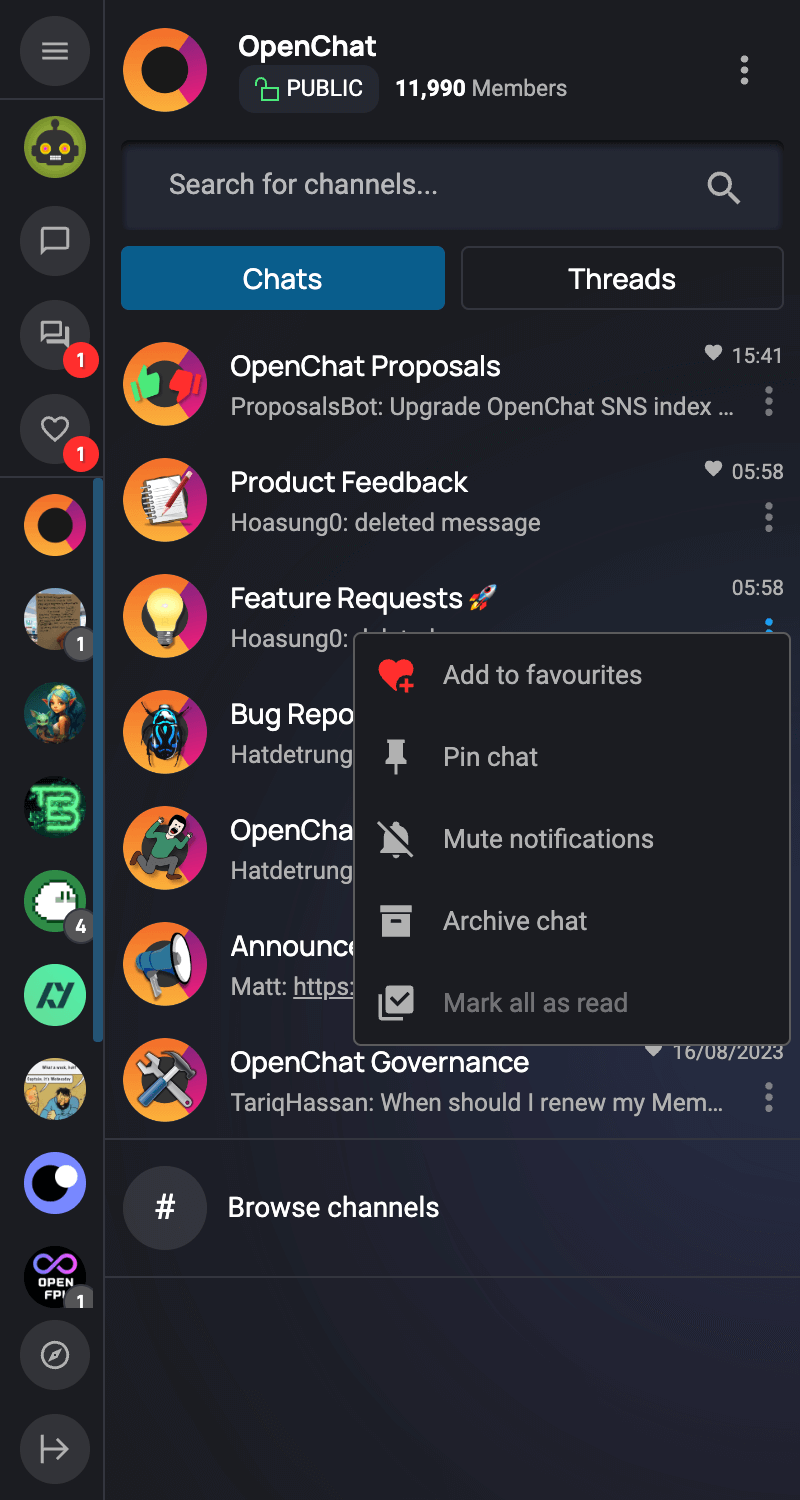 OpenChat
PUBLIC 11,990 Members
Search for channels...
Chats Threads
1
1
1
4
OPEN
1
OpenChat Proposals 15:41
ProposalsBot: Upgrade OpenChat SNS index ...
Product Feedback 05:58
Hoasung0: deleted message
Feature Requests 🚀 05:58
Hoasung0:
Bug Repo
Hatdetrung
OpenCha
Hatdetrung
Announce
Matt: https:
Add to favourites
Pin chat
Mute notifications
Archive chat
Mark all as read
OpenChat Governance 16/08/2023
TariqHassan: When should I renew my Mem...
# Browse channels